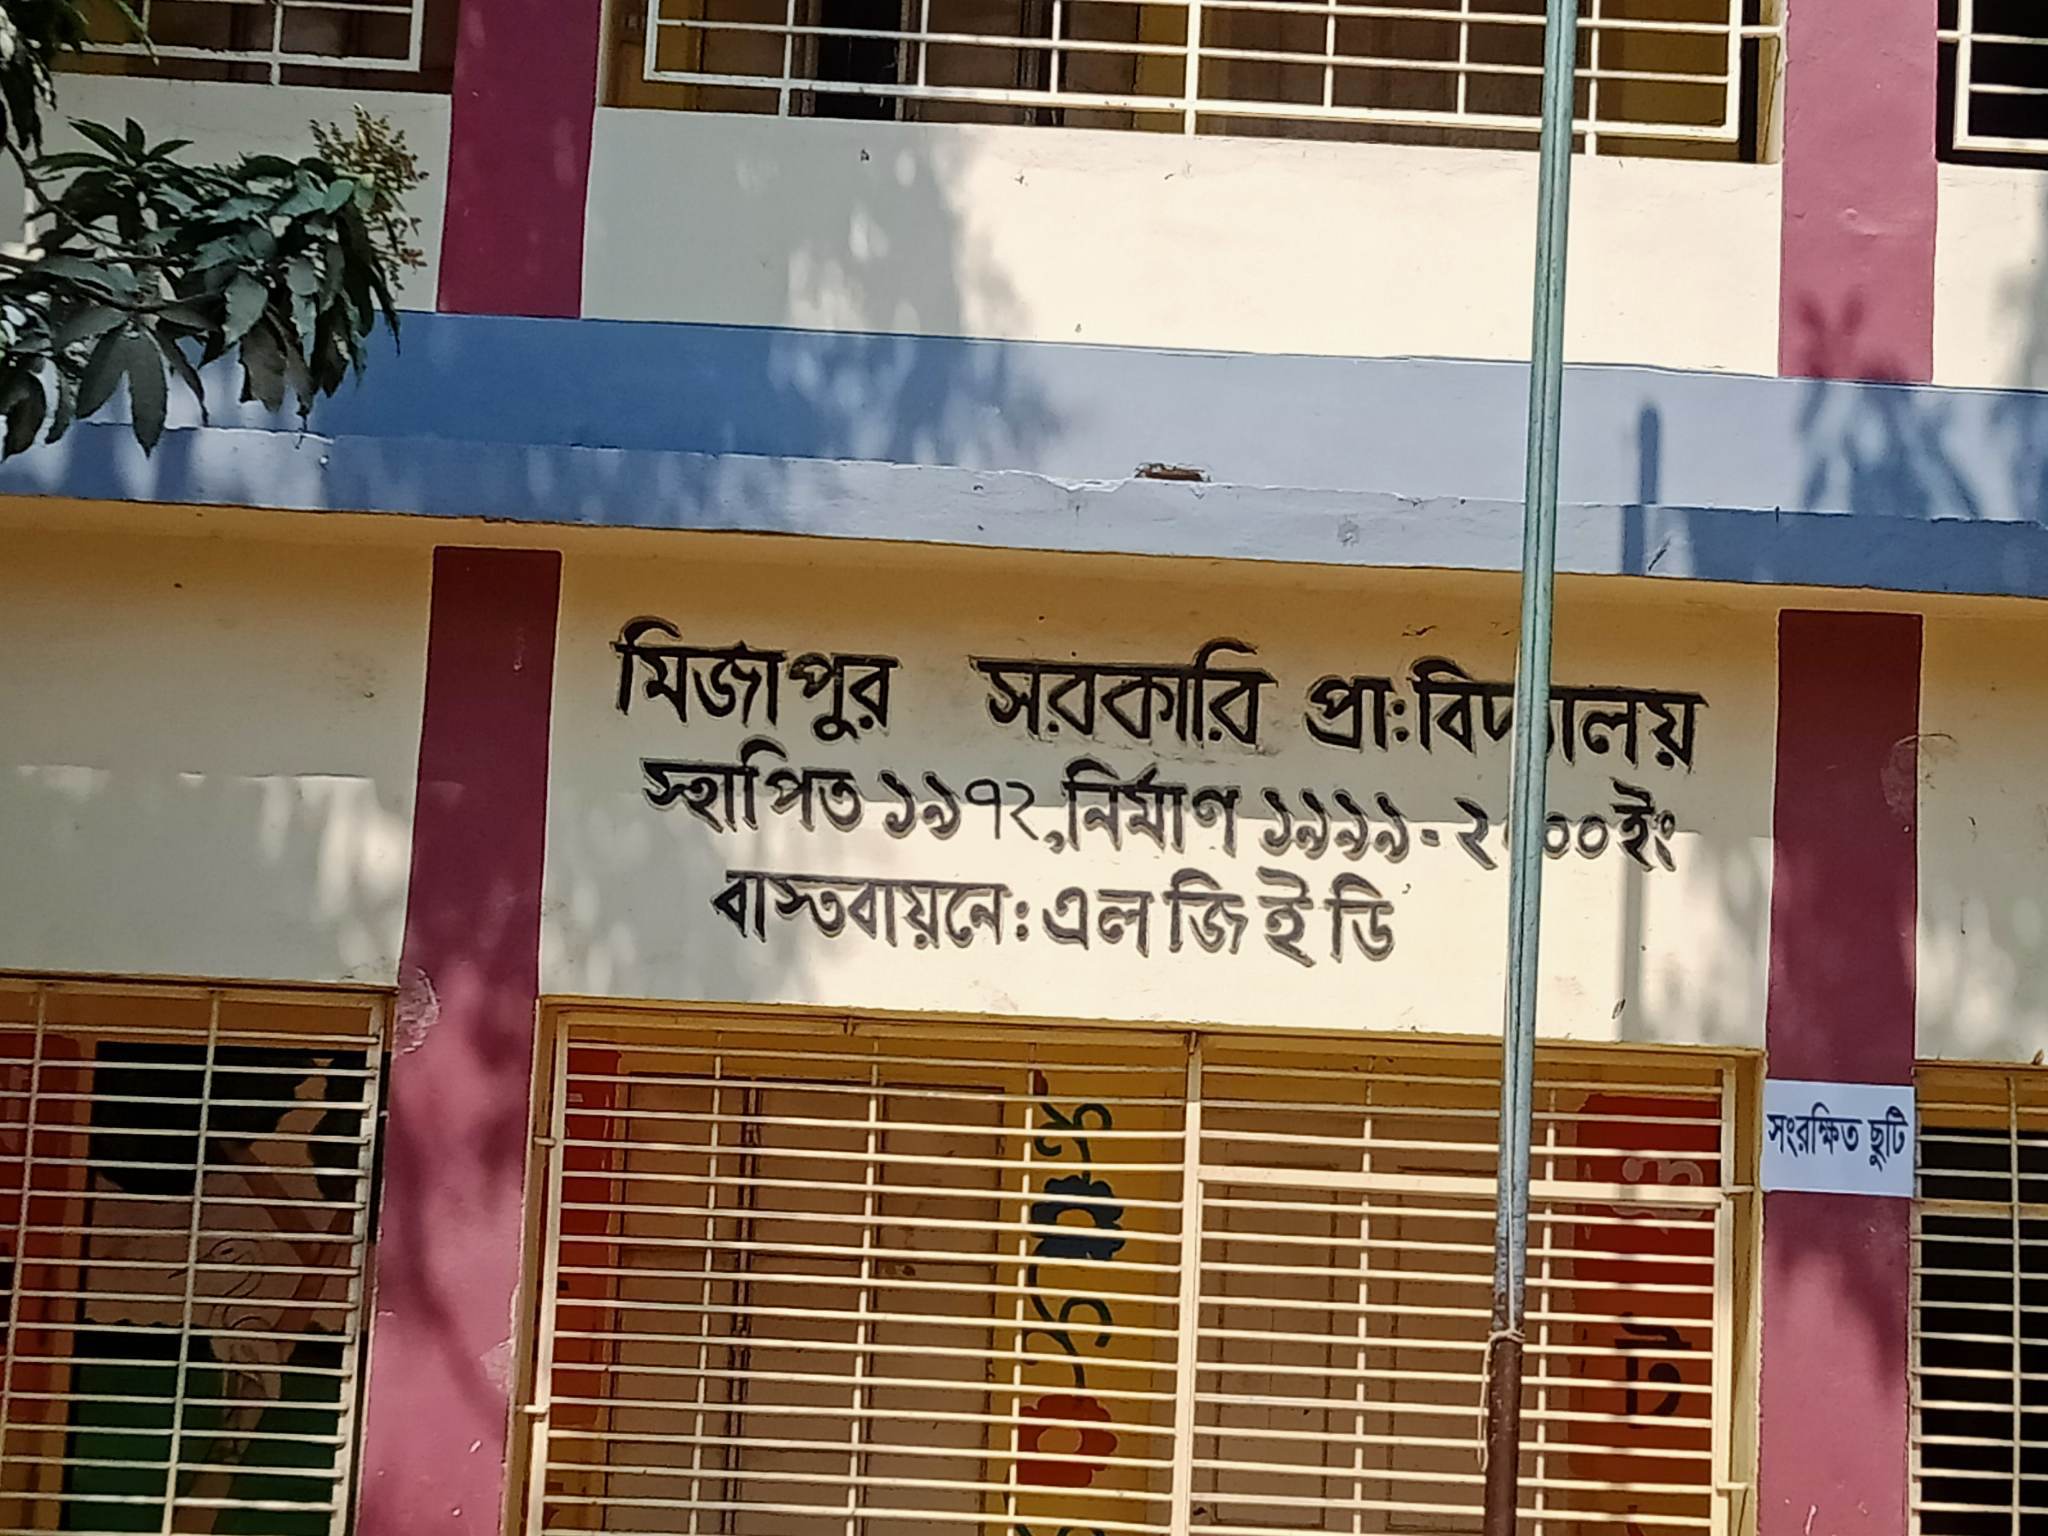 মির্জাপুর সরকারি প্রা:বিদ্যালয়
স্থাপিত ১৯৭২,নির্মাণ ১৯৯৯-২০০০ইং
বাস্তবায়নে:এল জি ই ডি
সংরক্ষিত ছুটি
ট